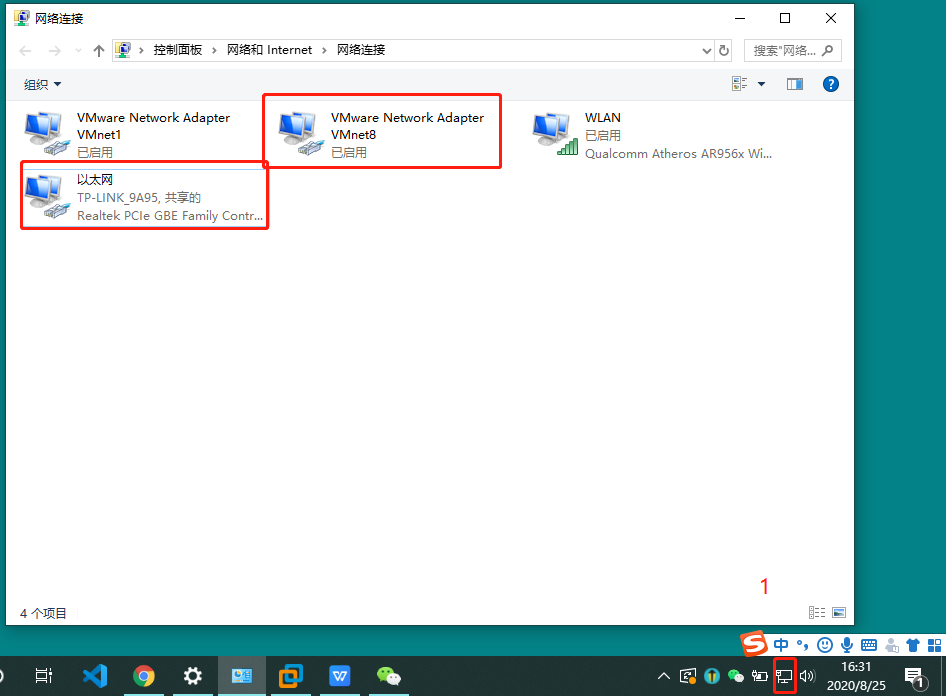 网络连接
控制面板 › 网络和 Internet › 网络连接
搜索"网络...
组织
VMware Network Adapter
VMnet1
已启用
VMware Network Adapter
VMnet8
已启用
WLAN
已启用
Qualcomm Atheros AR956x Wi...
以太网
TP-LINK_9A95, 共享的
Realtek PCIe GBE Family Contr...
1
4 个项目
中
16:31
2020/8/25
1